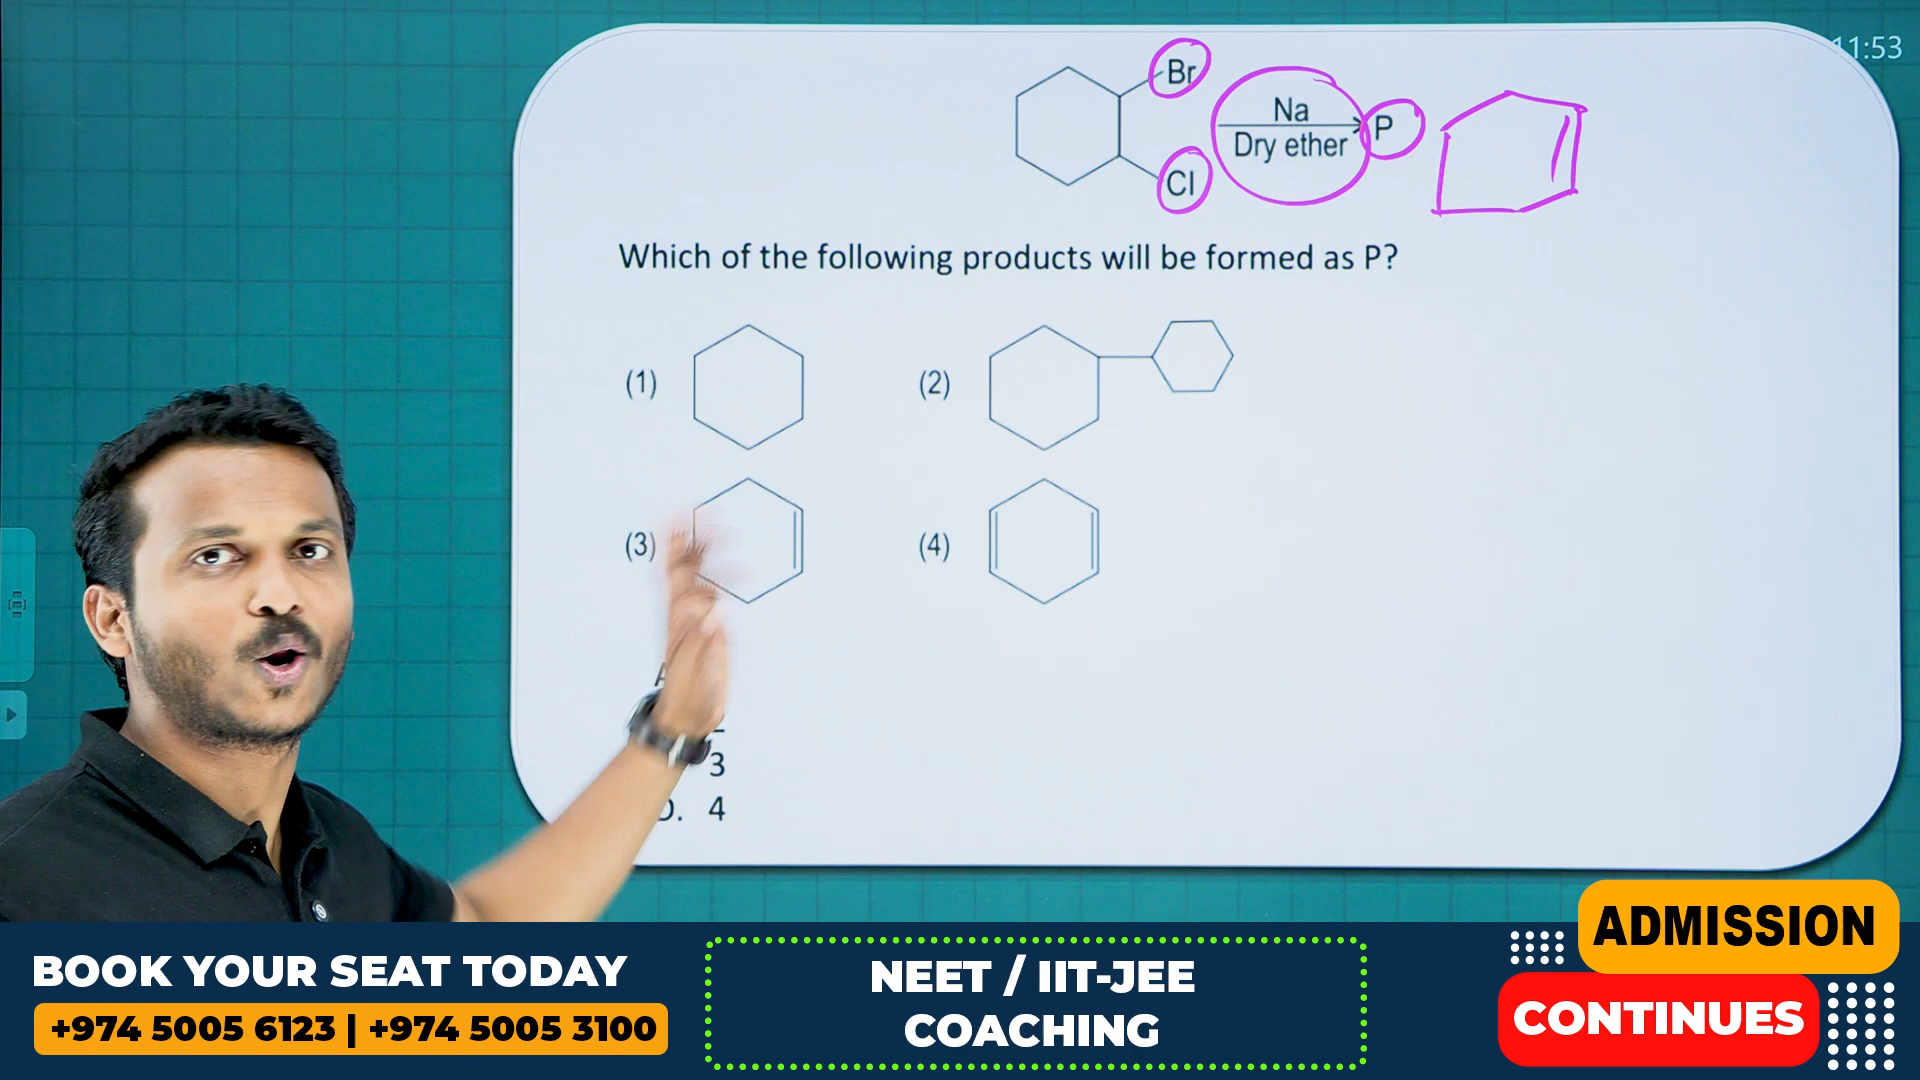 11:53
Br
Na
P
Dry ether
Cl
Which of the following products will be formed as P?
(1)
(2)
(3)
(4)
3
D. 4
BOOK YOUR SEAT TODAY
+974 5005 6123 | +974 5005 3100
NEET / IIT-JEE
COACHING
ADMISSION
CONTINUES